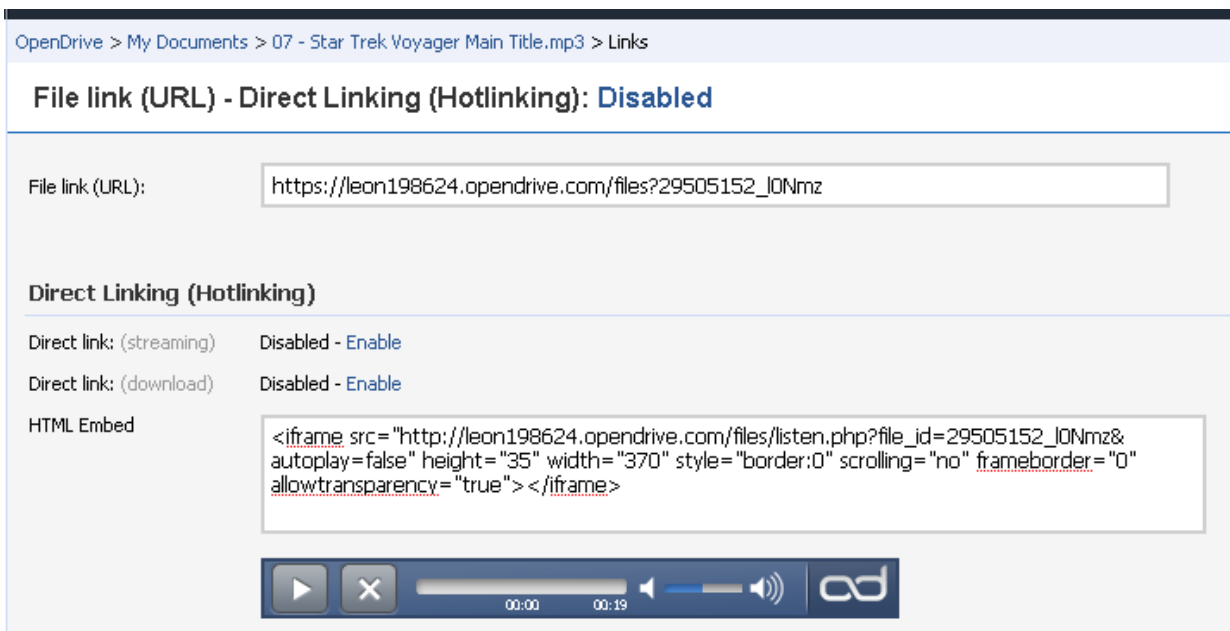 OpenDrive > My Documents > 07 - Star Trek Voyager Main Title.mp3 > Links
File link (URL) - Direct Linking (Hotlinking): Disabled
File link (URL): https://leon198624.opendrive.com/files?29505152_l0Nmz
Direct Linking (Hotlinking)
Direct link: (streaming) Disabled - Enable
Direct link: (download) Disabled - Enable
HTML Embed
<iframe src="http://leon198624.opendrive.com/files/listen.php?file_id=29505152_l0Nmz&
autoplay=false" height="35" width="370" style="border:0" scrolling="no" frameborder="0"
allowtransparency="true"></iframe>
00:00 00:19